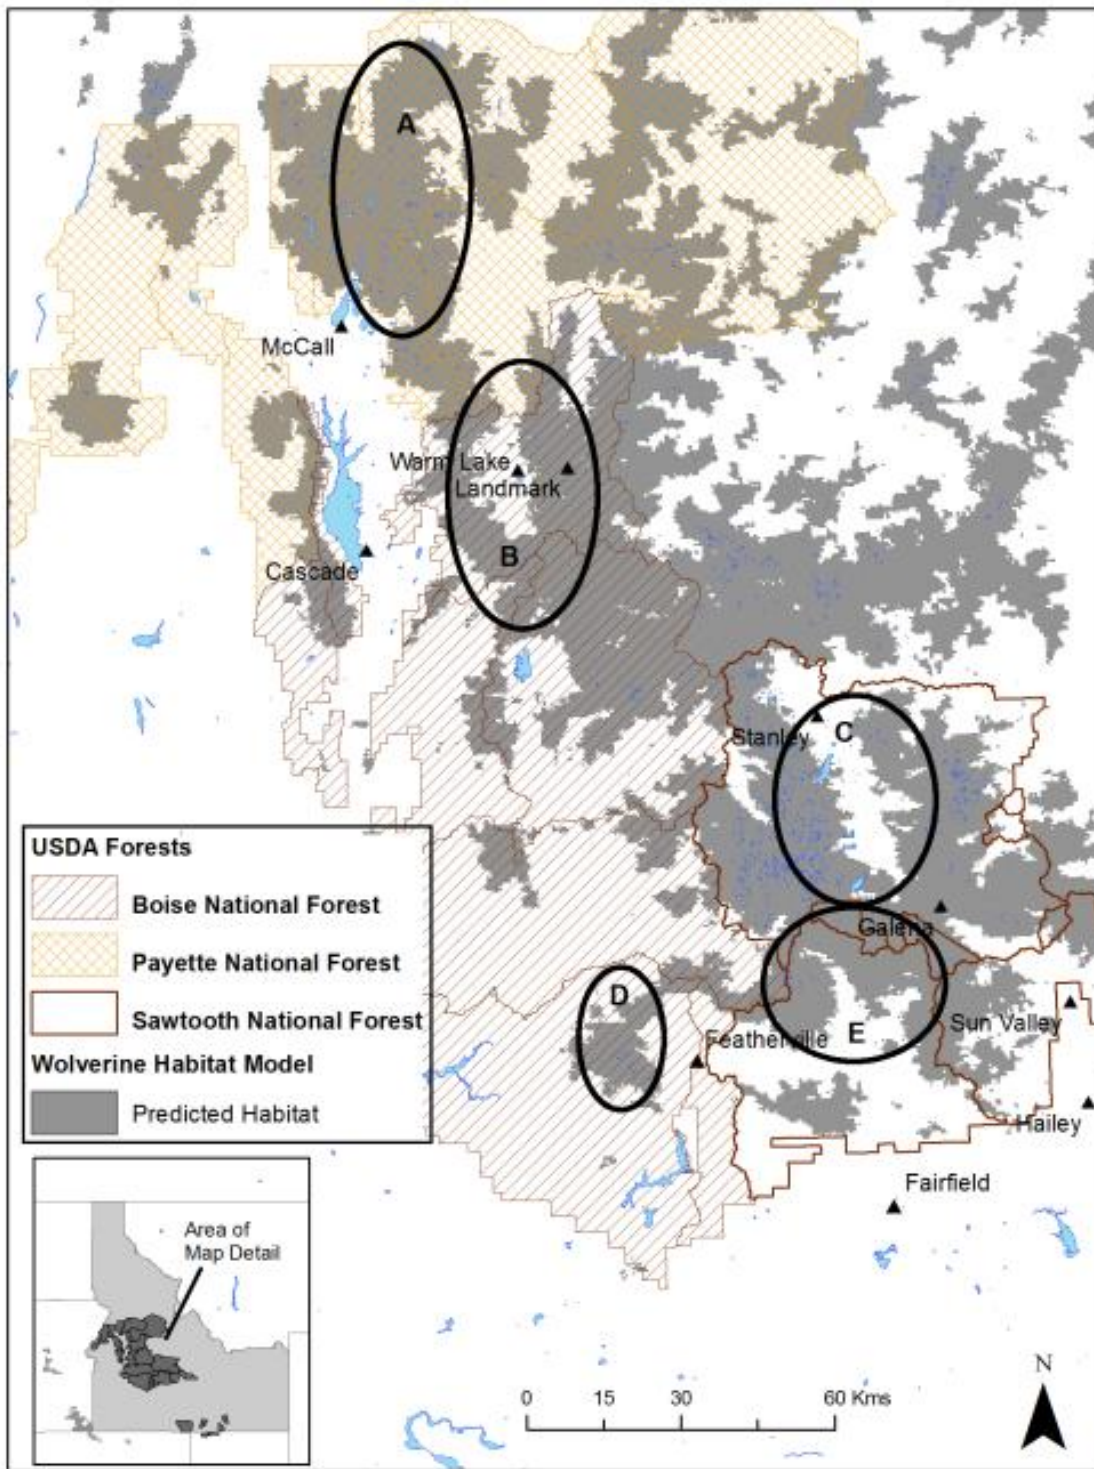 A
McCall
Warm Lake
Landmark
B
Cascade
Stanley
C
USDA Forests
Boise National Forest
Payette National Forest
Sawtooth National Forest
Wolverine Habitat Model
Predicted Habitat
Galena
D
Featherville
E
Sun Valley
Hailey
Fairfield
Area of
Map Detail
0 15 30 60 Kms
N